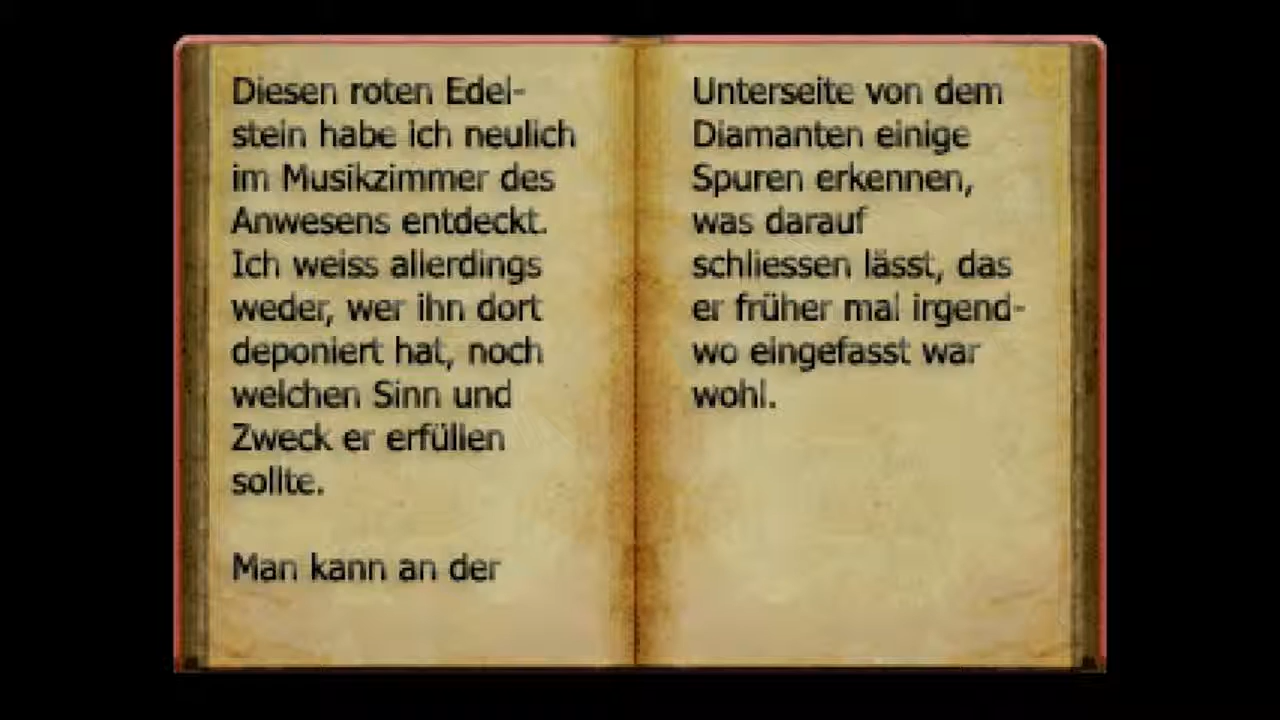 Diesen roten Edel-
stein habe ich neulich
im Musikzimmer des
Anwesens entdeckt.
Ich weiss allerdings
weder, wer ihn dort
deponiert hat, noch
welchen Sinn und
Zweck er erfüllen
sollte.
Man kann an der
Unterseite von dem
Diamanten einige
Spuren erkennen,
was darauf
schliessen lässt, das
er früher mal irgend-
wo eingefasst war
wohl.